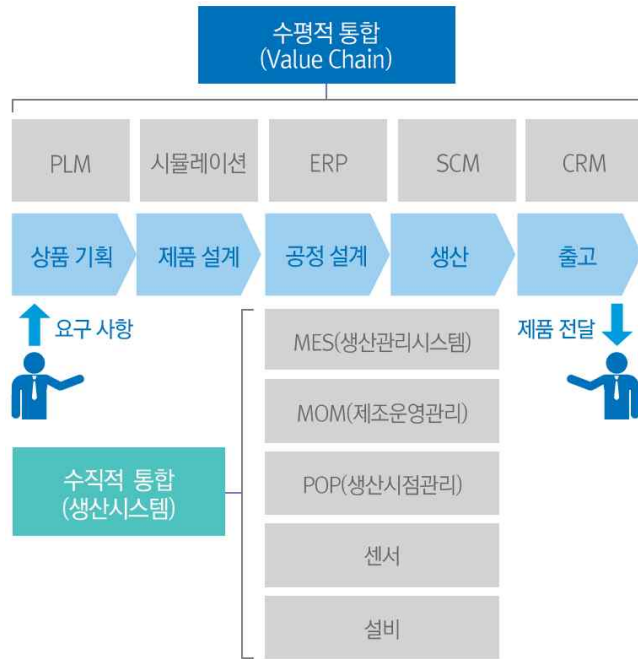 수평적 통합
(Value Chain)
PLM
시뮬레이션
ERP
SCM
CRM
상품 기획
제품 설계
공정 설계
생산
출고
요구 사항
제품 전달
MES(생산관리시스템)
MOM(제조운영관리)
수직적 통합
(생산시스템)
POP(생산시점관리)
센서
설비